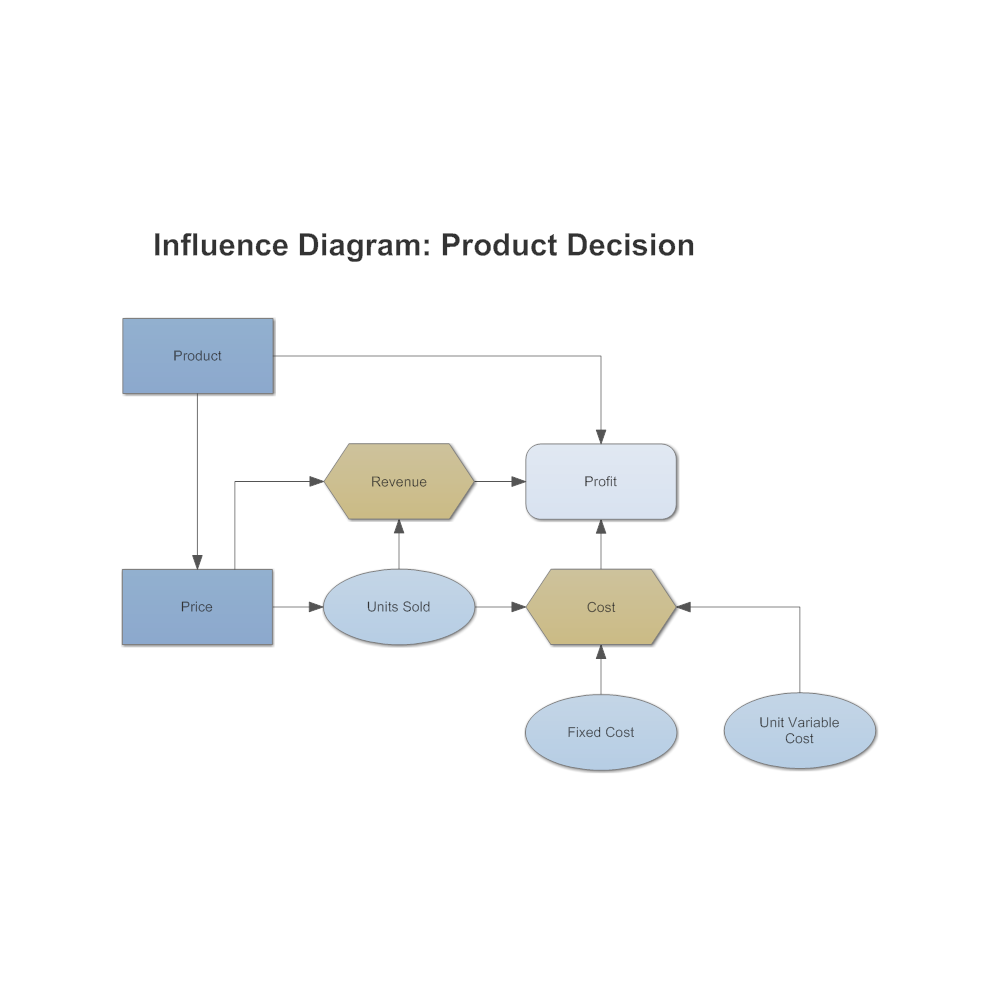 Influence Diagram: Product Decision
Product
Revenue
Profit
Price
Units Sold
Cost
Fixed Cost
Unit Variable
Cost